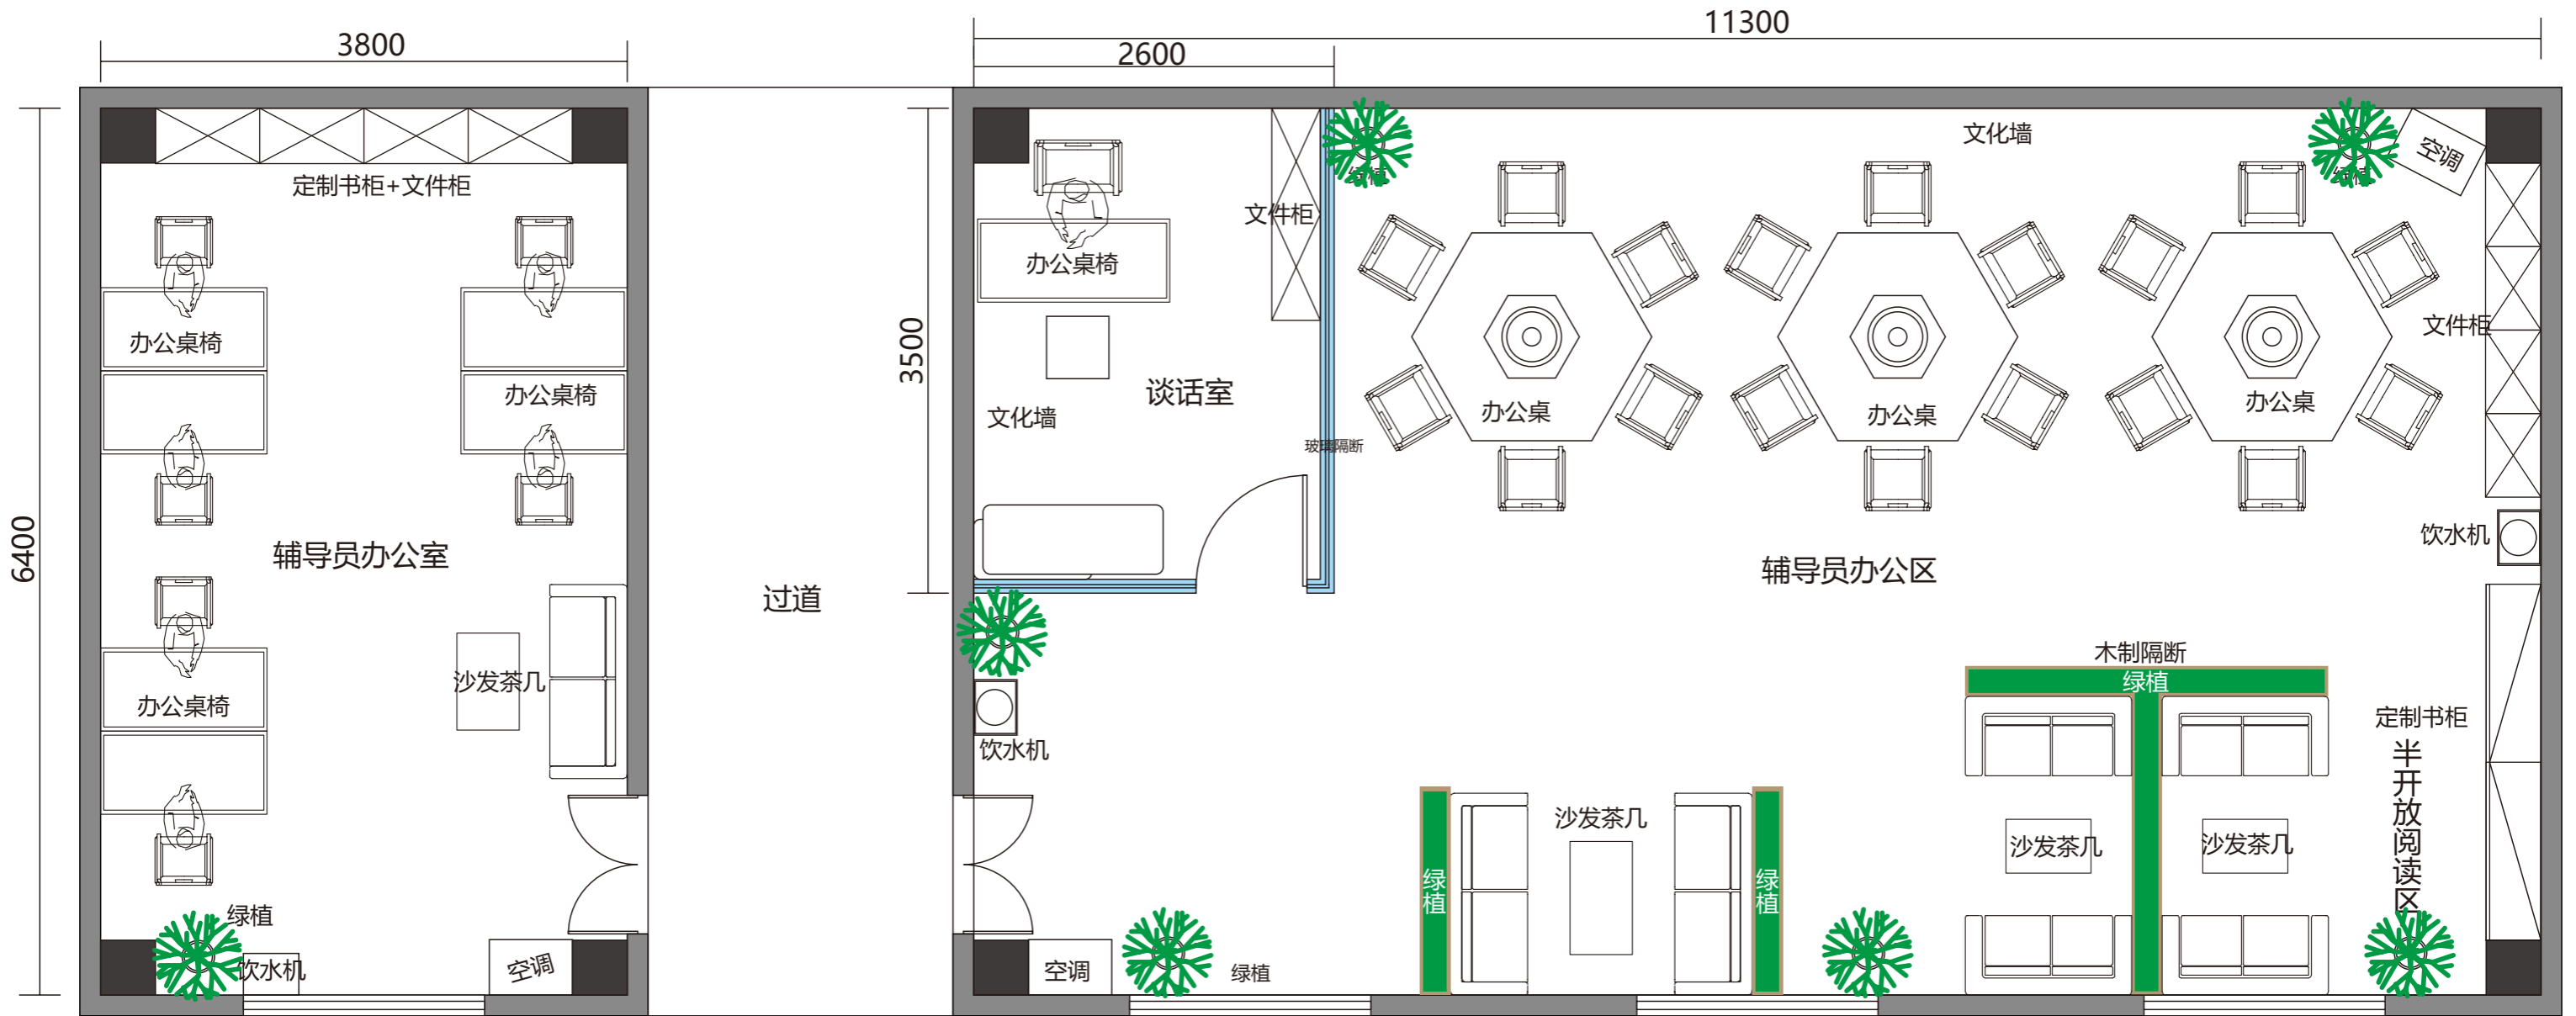 11300
3800
2600
文化墙
空调
绿植
绿植
定制书柜+文件柜
文件柜
办公桌椅
文件柜
办公桌椅
3500
办公桌椅
谈话室
办公桌
办公桌
办公桌
文化墙
玻璃隔断
饮水机
6400
辅导员办公室
过道
辅导员办公区
木制隔断
绿植
沙发茶几
办公桌椅
定制书柜
饮水机
半开放阅读区
沙发茶几
沙发茶几
沙发茶几
绿植
绿植
绿植
饮水机
空调
空调
绿植